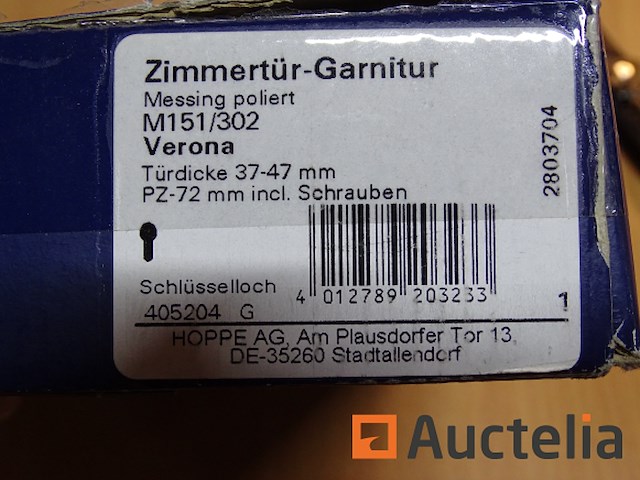 Zimmertür-Garnitur
Messing poliert
M151/302
Verona
Türdicke 37-47 mm
PZ-72 mm incl. Schrauben
2803704
Schlüsselloch
405204 G
4 012789 203233
1
HOPPE AG, Am Plausdorfer Tor 13,
DE-35260 Stadtallendorf
Auctelia